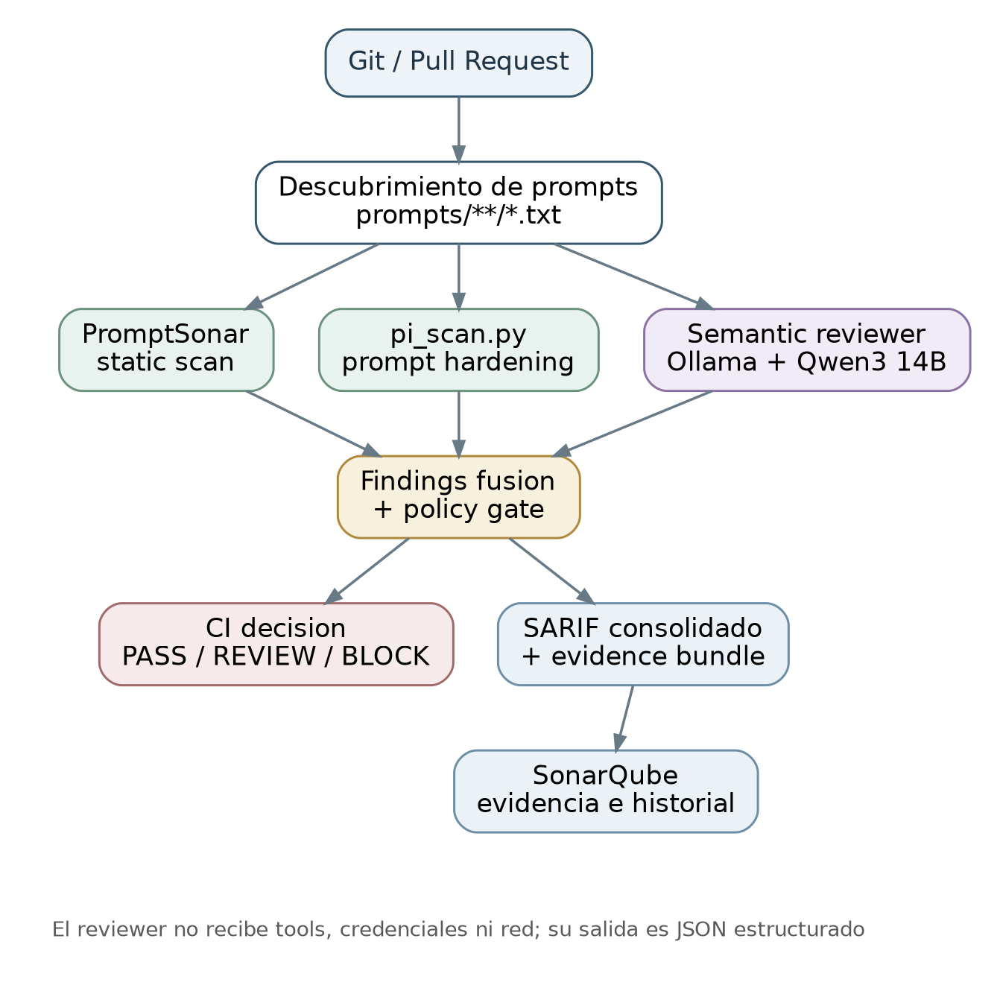 Git / Pull Request
Descubrimiento de prompts
prompts/**/*.txt
PromptSonar
static scan
pi_scan.py
prompt hardening
Semantic reviewer
Ollama + Qwen3 14B
Findings fusion
+ policy gate
CI decision
PASS / REVIEW / BLOCK
SARIF consolidado
+ evidence bundle
SonarQube
evidencia e historial
El reviewer no recibe tools, credenciales ni red; su salida es JSON estructurado